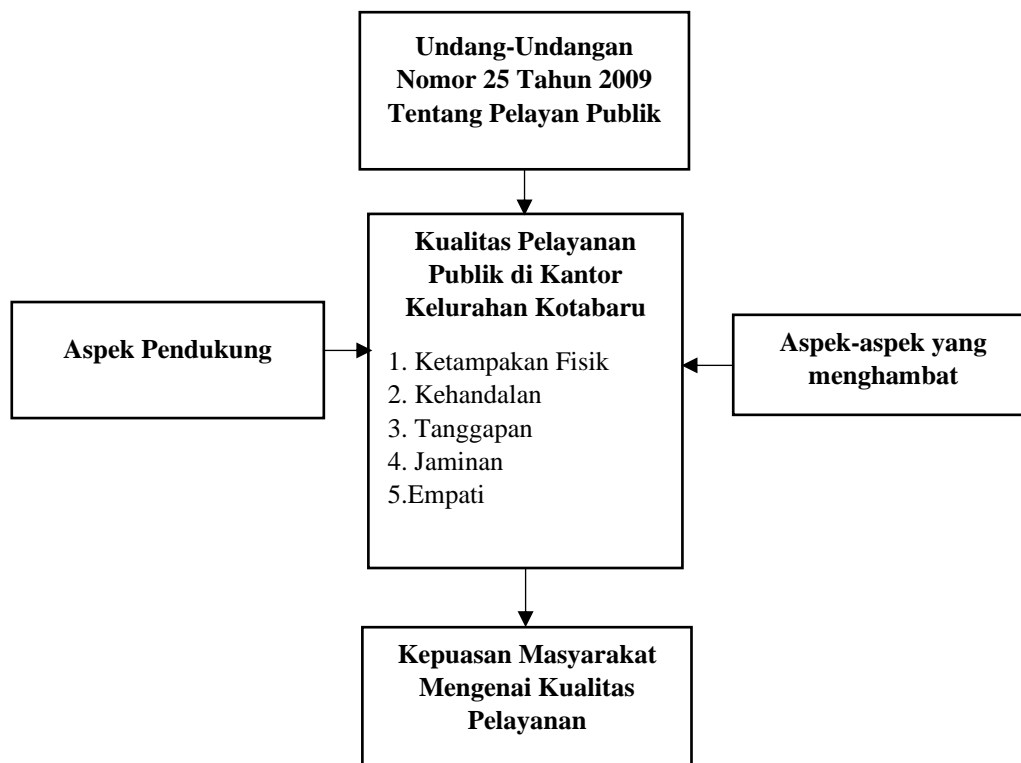 Undang-Undangan
Nomor 25 Tahun 2009
Tentang Pelayan Publik
Kualitas Pelayanan
Publik di Kantor
Kelurahan Kotabaru
1. Ketampakan Fisik
2. Kehandalan
3. Tanggapan
4. Jaminan
5.Empati
Aspek Pendukung
Aspek-aspek yang
menghambat
Kepuasan Masyarakat
Mengenai Kualitas
Pelayanan